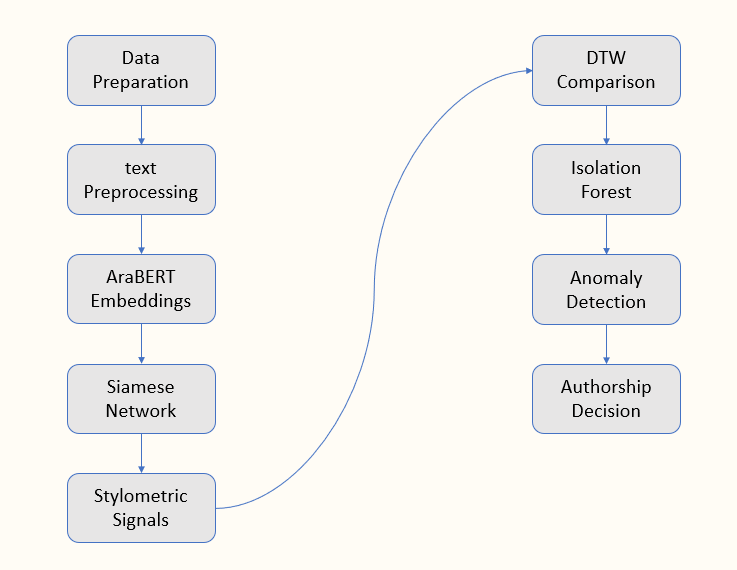 Data
Preparation
text
Preprocessing
AraBERT
Embeddings
Siamese
Network
Stylometric
Signals
DTW
Comparison
Isolation
Forest
Anomaly
Detection
Authorship
Decision